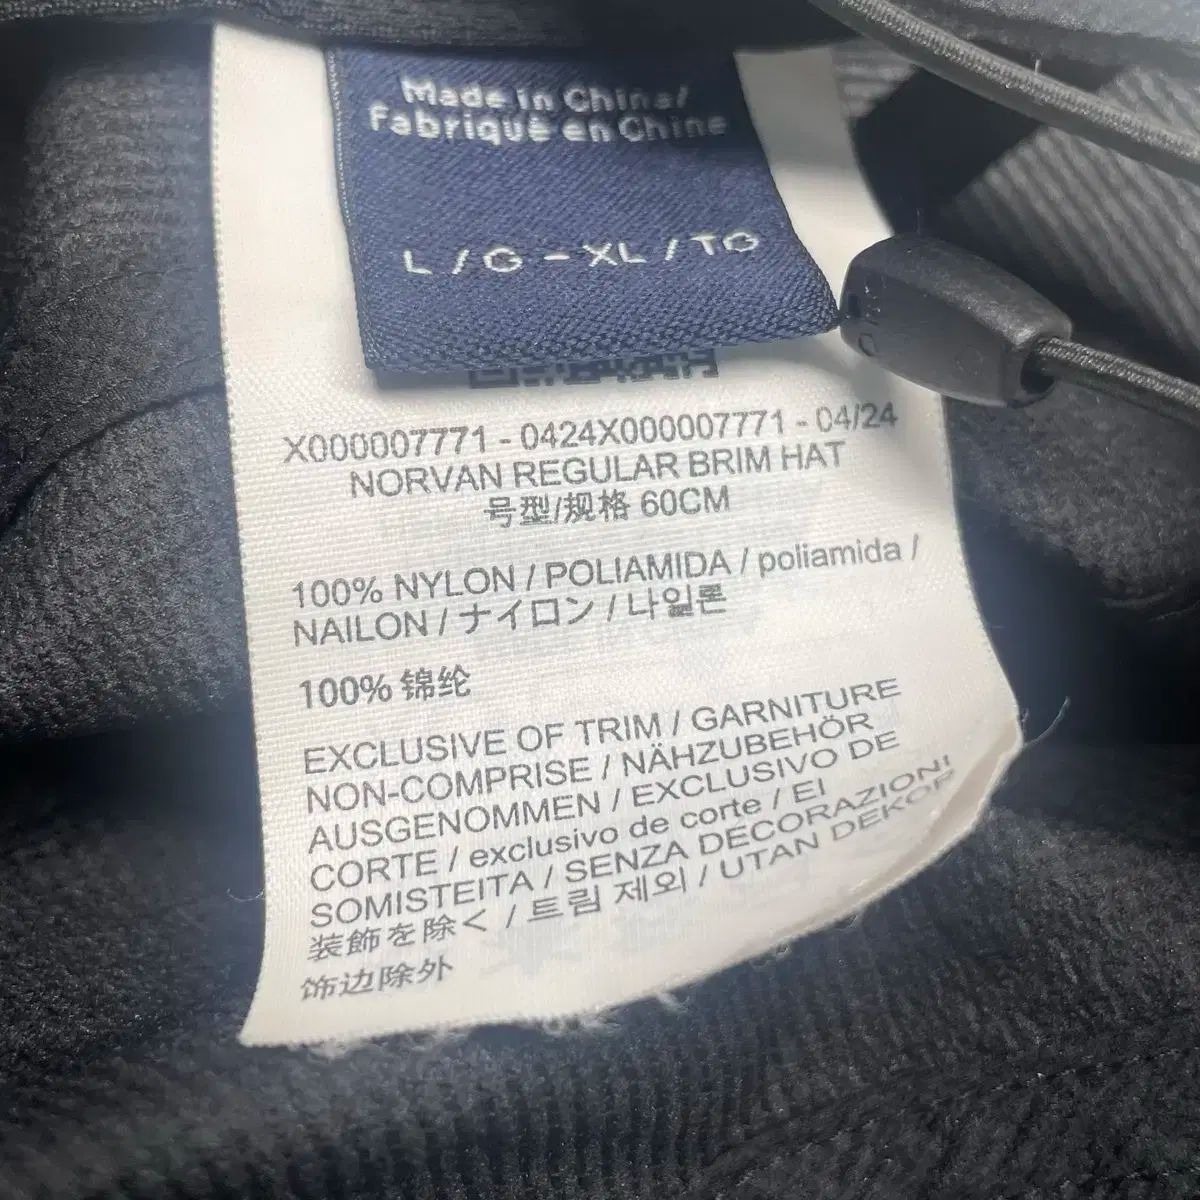 Made in China/
Fabriqué en Chine
L / G - XL / TG
X000007771 - 0424X000007771 - 04/24
NORVAN REGULAR BRIM HAT
号型/规格 60CM
100% NYLON / POLIAMIDA / poliamida /
NAILON / ナイロン / 나일론
100% 锦纶
EXCLUSIVE OF TRIM / GARNITURE
NON-COMPRISE / NÄHZUBEHÖR
AUSGENOMMEN / EXCLUSIVO DE
CORTE / exclusivo de corte / EI
SOMISTEITA / SENZA DECORAZIONI
装飾を除く / 트림 제외 / UTAN DEKOR
饰边除外